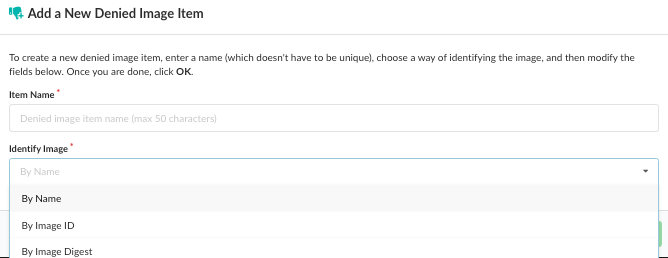 Add a New Denied Image Item
To create a new denied image item, enter a name (which doesn't have to be unique), choose a way of identifying the image, and then modify the
fields below. Once you are done, click OK.
Item Name *
Denied image item name (max 50 characters)
Identify Image *
By Name
By Name
By Image ID
By Image Digest